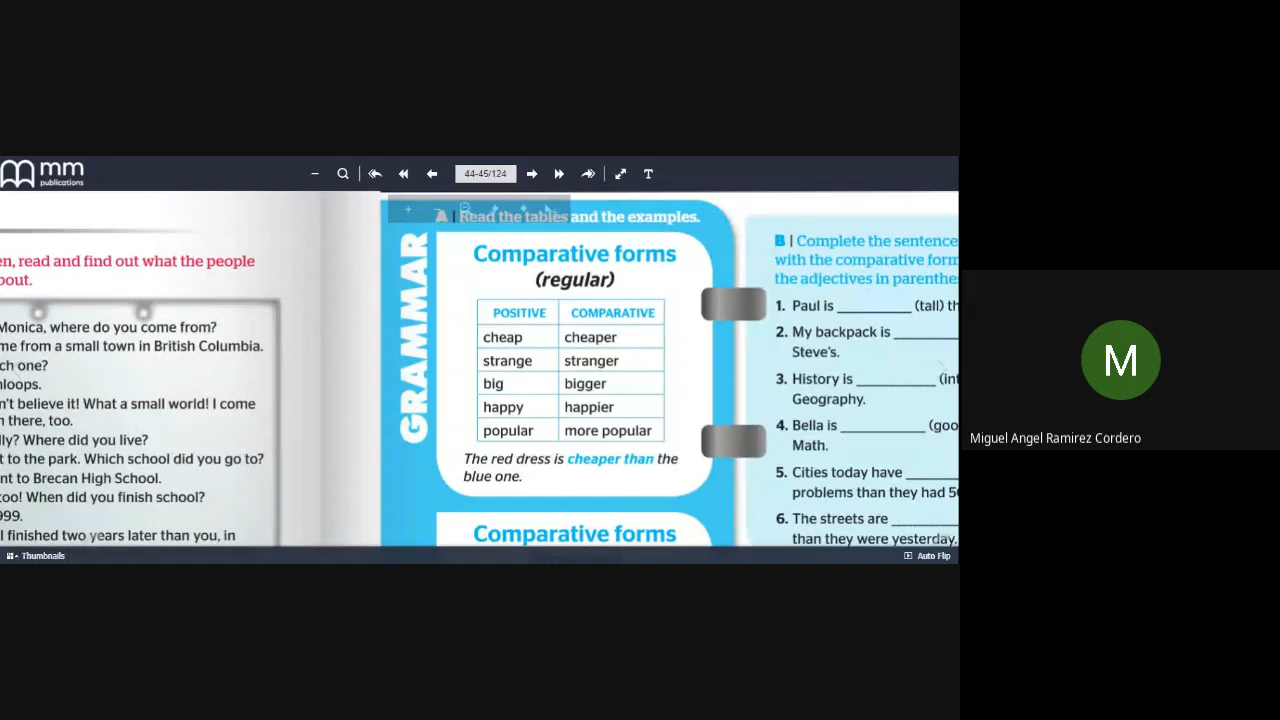 mm
publications
44-45/124
T
en, read and find out what the people
bout.
Monica, where do you come from?
me from a small town in British Columbia.
ch one?
nloops.
n't believe it! What a small world! I come
n there, too.
lly? Where did you live?
t to the park. Which school did you go to?
nt to Brecan High School.
too! When did you finish school?
999.
I finished two years later than you, in
GRAMMAR
A | Read the tables and the examples.
Comparative forms
(regular)
POSITIVE COMPARATIVE
cheap cheaper
strange stranger
big bigger
happy happier
popular more popular
The red dress is cheaper than the
blue one.
Comparative forms
B | Complete the sentence
with the comparative form
the adjectives in parenthe
1. Paul is __________ (tall) th
2. My backpack is
Steve's.
3. History is __________ (int
Geography.
4. Bella is __________ (goo
Math.
5. Cities today have
problems than they had 50
6. The streets are
than they were yesterday.
Thumbnails
Auto Flip
M
Miguel Angel Ramirez Cordero